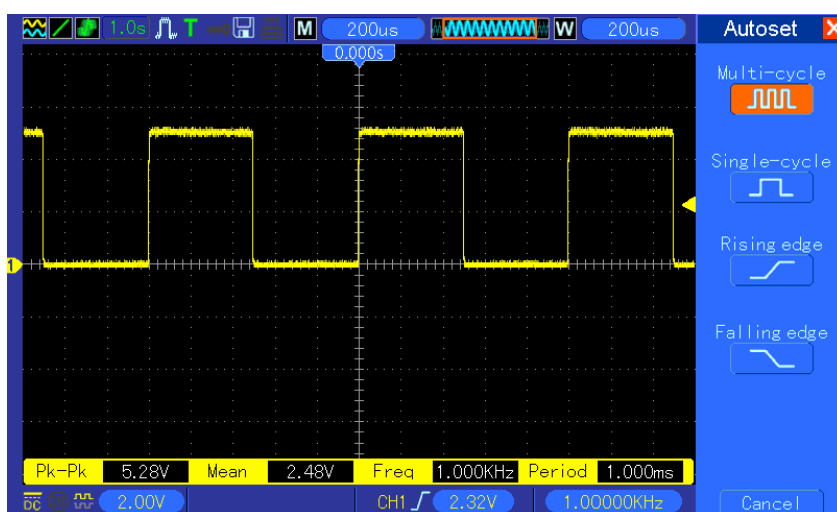 1.0s T M 200us W 200us Autoset X
0.000s
Multi-cycle
Single-cycle
1
Rising edge
Falling edge
Pk-Pk 5.28V Mean 2.48V Freq 1.000KHz Period 1.000ms
DC 2.00V CH1 2.32V 1.00000KHz Cancel